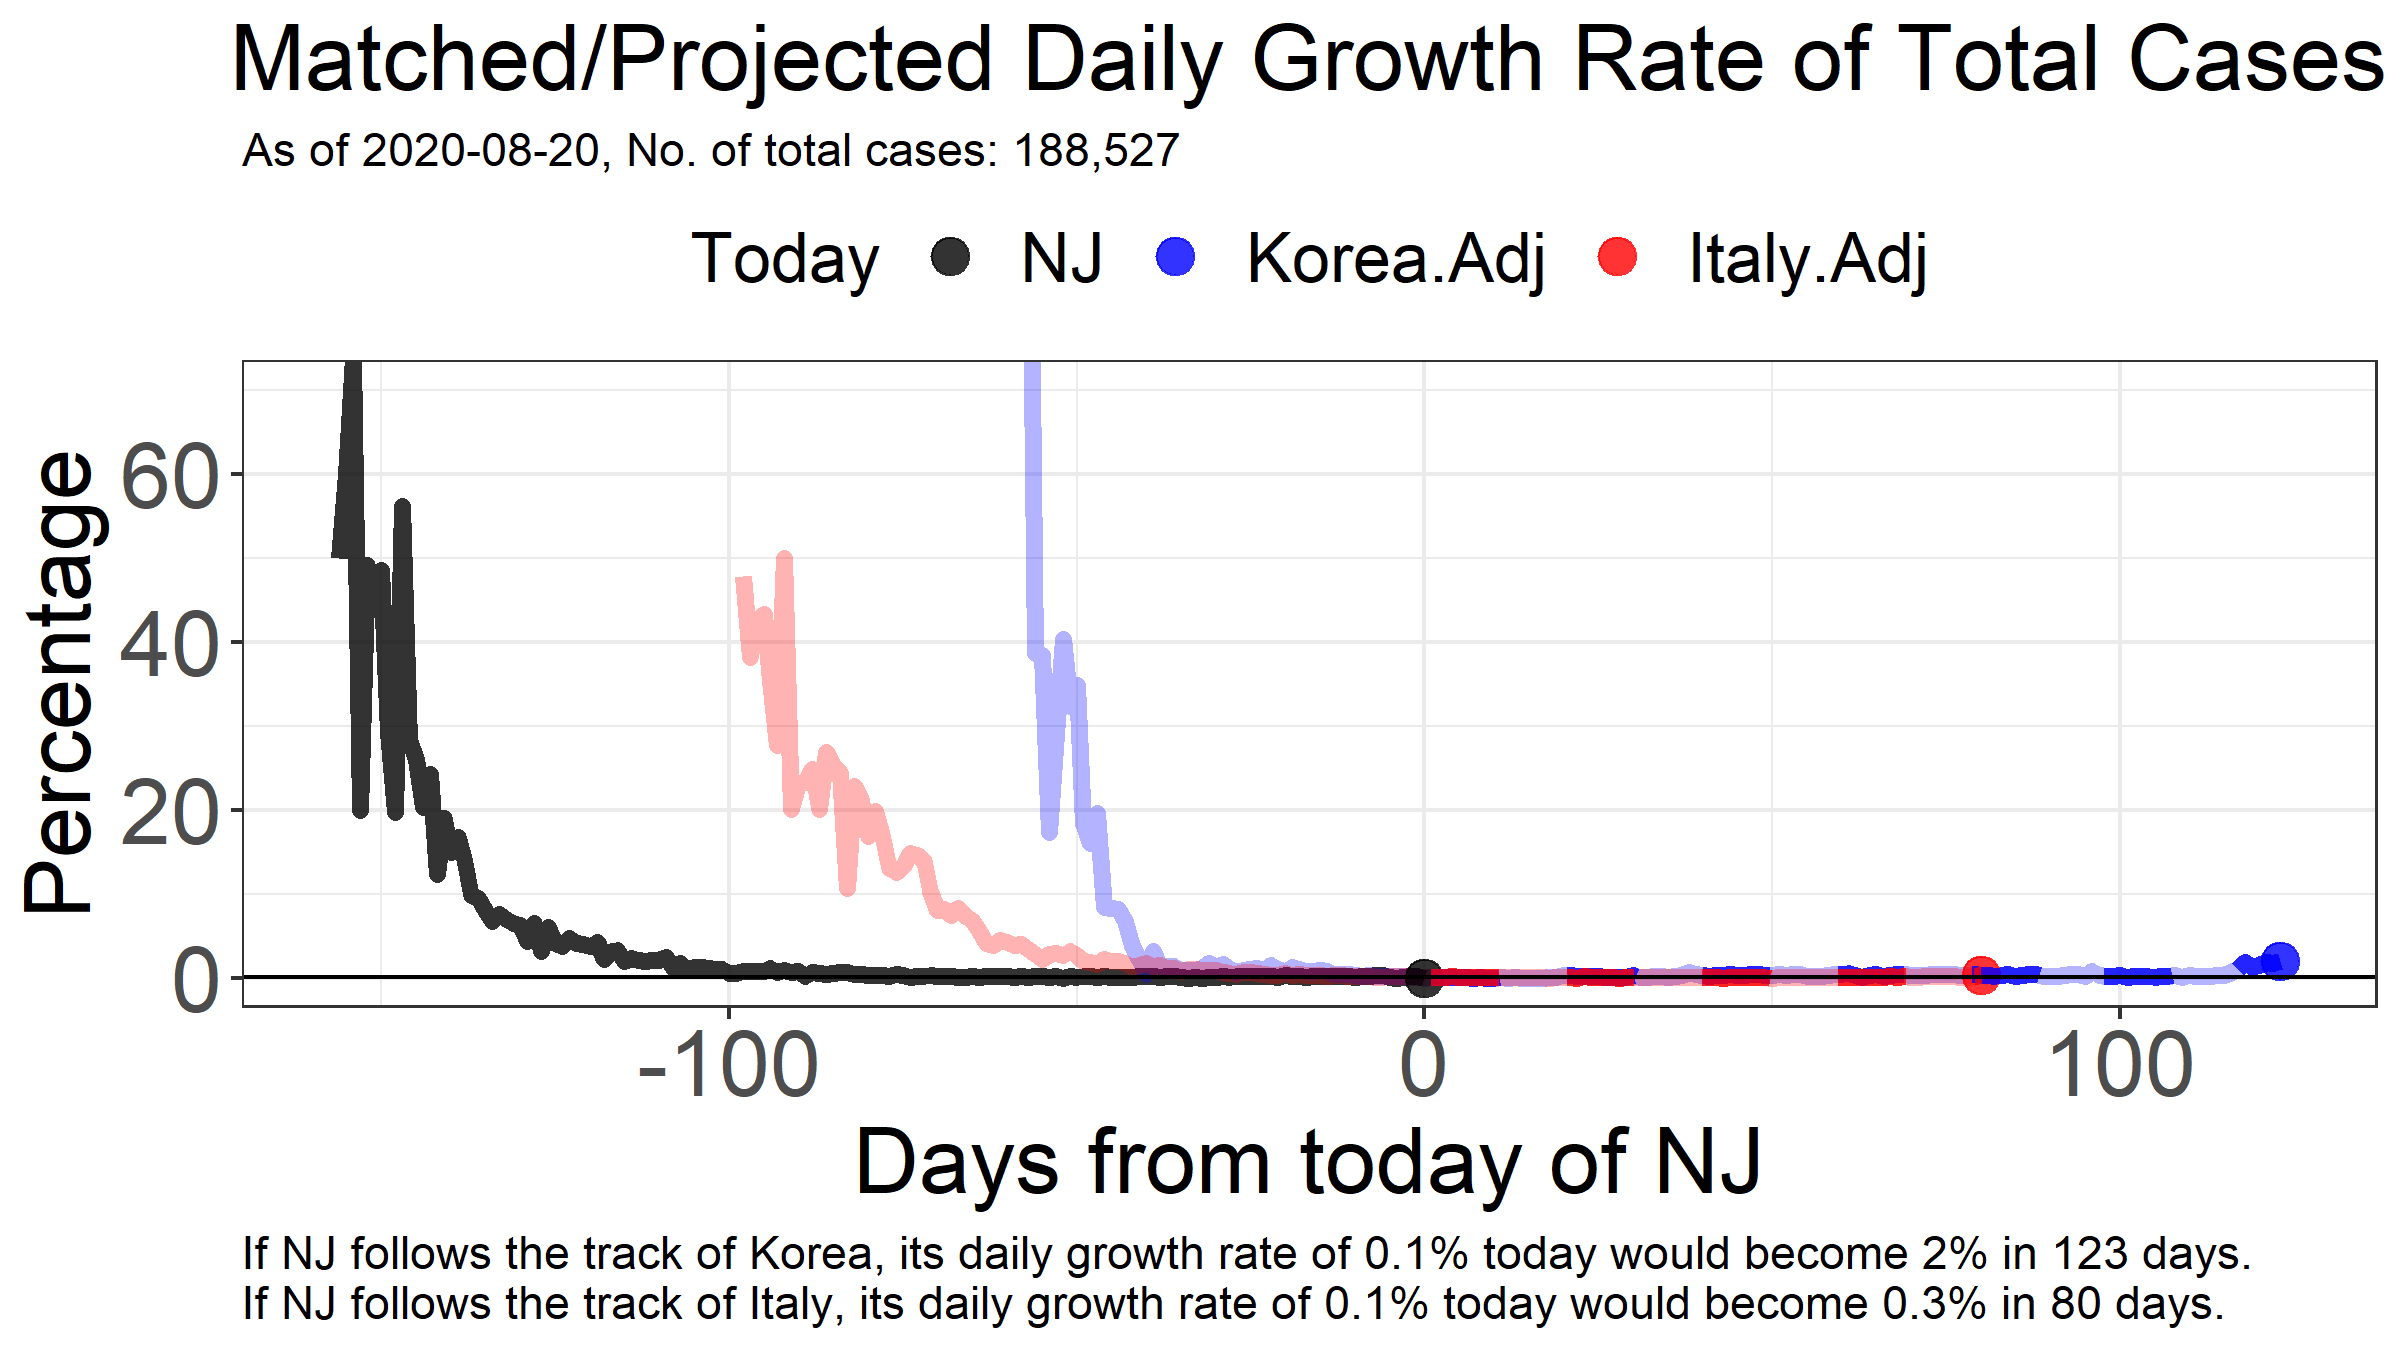 Matched/Projected Daily Growth Rate of Total Cases
As of 2020-08-20, No. of total cases: 188,527
Today NJ Korea.Adj Italy.Adj
Percentage
60
40
20
0
-100 0 100
Days from today of NJ
If NJ follows the track of Korea, its daily growth rate of 0.1% today would become 2% in 123 days.
If NJ follows the track of Italy, its daily growth rate of 0.1% today would become 0.3% in 80 days.